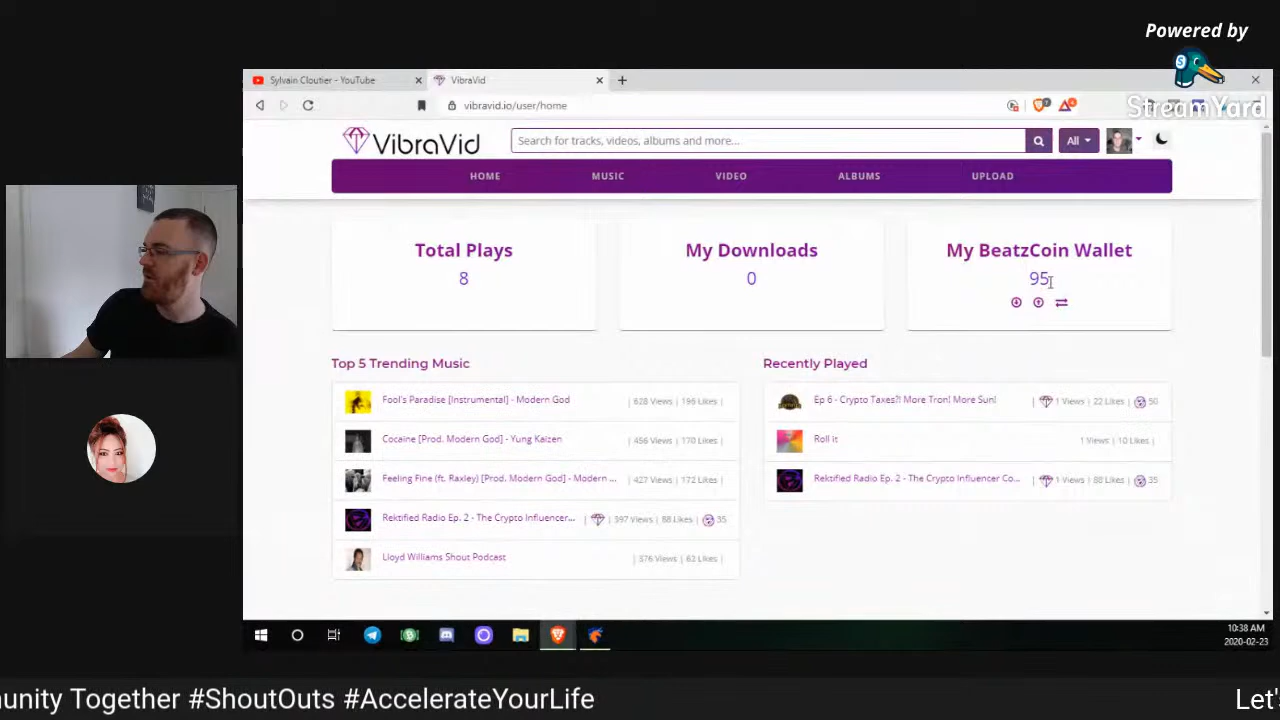 Powered by
StreamYard
Sylvain Cloutier - YouTube
VibraVid
vibravid.io/user/home
VibraVid
Search for tracks, videos, albums and more...
All
HOME
MUSIC
VIDEO
ALBUMS
UPLOAD
Total Plays
8
My Downloads
0
My BeatzCoin Wallet
95
Top 5 Trending Music
Fool's Paradise [Instrumental] - Modern God | 628 Views | 196 Likes |
Cocaine [Prod. Modern God] - Yung Kaizen | 456 Views | 170 Likes |
Feeling Fine (ft. Raxley) [Prod. Modern God] - Modern ... | 427 Views | 172 Likes |
Rektified Radio Ep. 2 - The Crypto Influencer... | 397 Views | 88 Likes | 35
Lloyd Williams Shout Podcast | 376 Views | 62 Likes |
Recently Played
Ep 6 - Crypto Taxes?! More Tron! More Sun! | 1 Views | 22 Likes | 50
Roll it 1 Views | 10 Likes |
Rektified Radio Ep. 2 - The Crypto Influencer Co... | 1 Views | 88 Likes | 35
10:38 AM
2020-02-23
unity Together #ShoutOuts #AccelerateYourLife
Let'